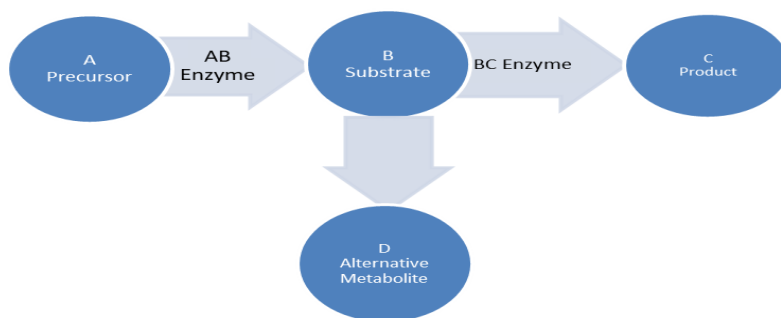 A
Precursor
AB
Enzyme
B
Substrate
BC Enzyme
C
Product
D
Alternative
Metabolite